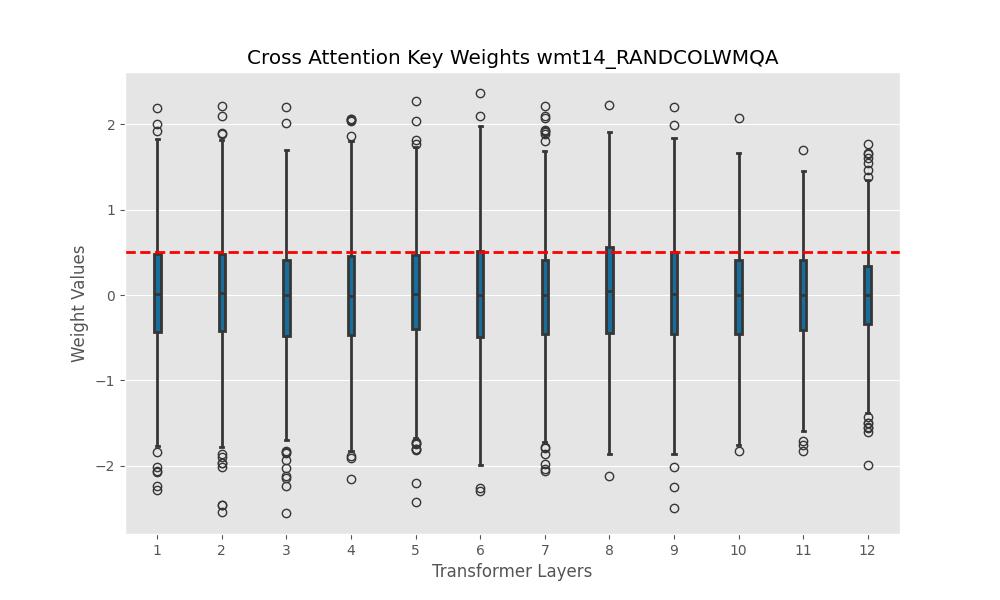 Cross Attention Key Weights wmt14_RANDCOLWMQA
Weight Values
2
1
0
−1
−2
1 2 3 4 5 6 7 8 9 10 11 12
Transformer Layers